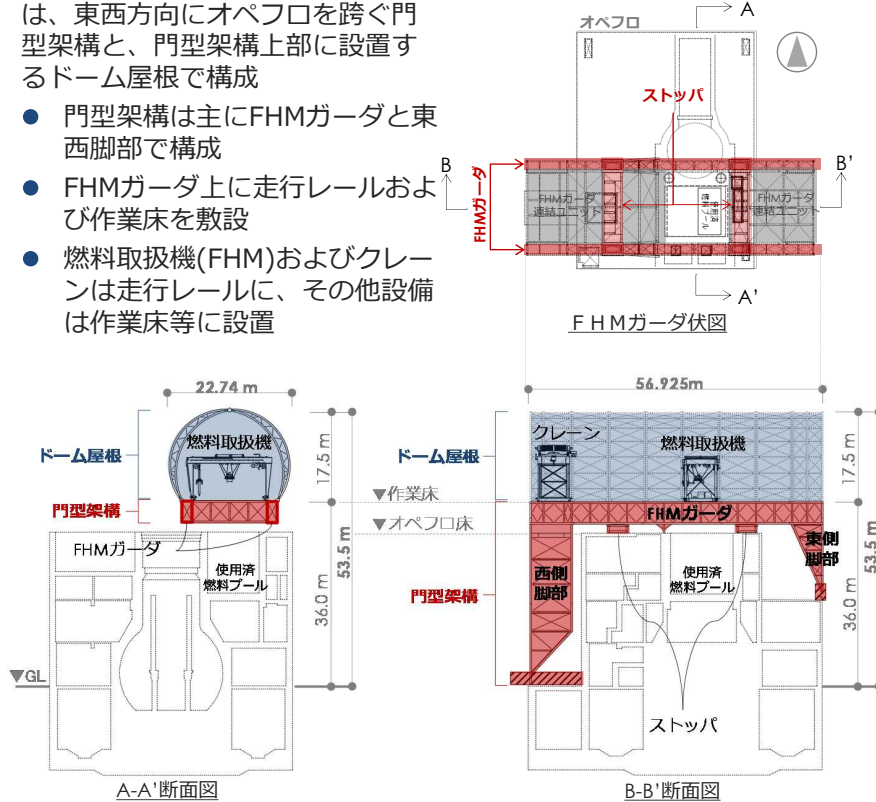 は、東西方向にオペフロを跨ぐ門
型架構と、門型架構上部に設置す
るドーム屋根で構成
● 門型架構は主にFHMガーダと東
西脚部で構成
● FHMガーダ上に走行レールおよ
び作業床を敷設
● 燃料取扱機(FHM)およびクレー
ンは走行レールに、その他設備
は作業床等に設置
オペフロ
A
ストッパ
B
B'
FHMガーダ
FHMガーダ
連結ユニット
使用済
燃料プール
FHMガーダ
連結ユニット
A'
ＦＨＭガーダ伏図
22.74 m
ドーム屋根
燃料取扱機
17.5 m
門型架構
FHMガーダ
使用済
燃料プール
53.5 m
36.0 m
▼GL
A-A'断面図
▼作業床
▼オペフロ床
56.925m
ドーム屋根
クレーン
燃料取扱機
17.5 m
FHMガーダ
東側
脚部
西側
脚部
使用済
燃料プール
門型架構
53.5 m
36.0 m
ストッパ
B-B'断面図